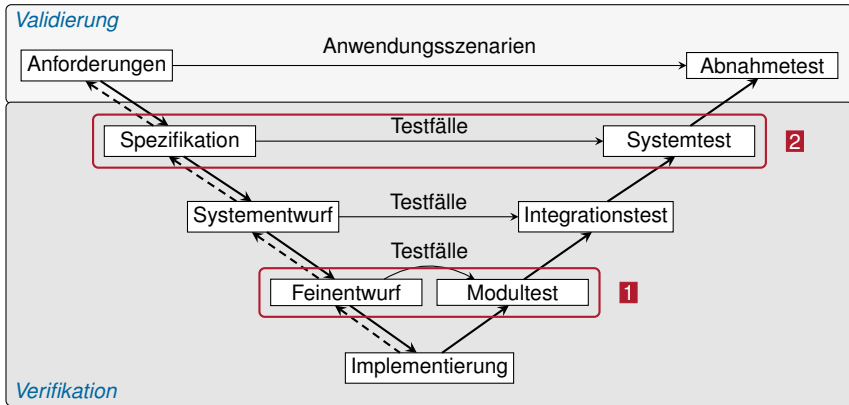 Validierung
Anwendungsszenarien
Anforderungen
Abnahmetest
Testfälle
Spezifikation
Systemtest
2
Testfälle
Systementwurf
Integrationstest
Testfälle
Feinentwurf
Modultest
1
Implementierung
Verifikation